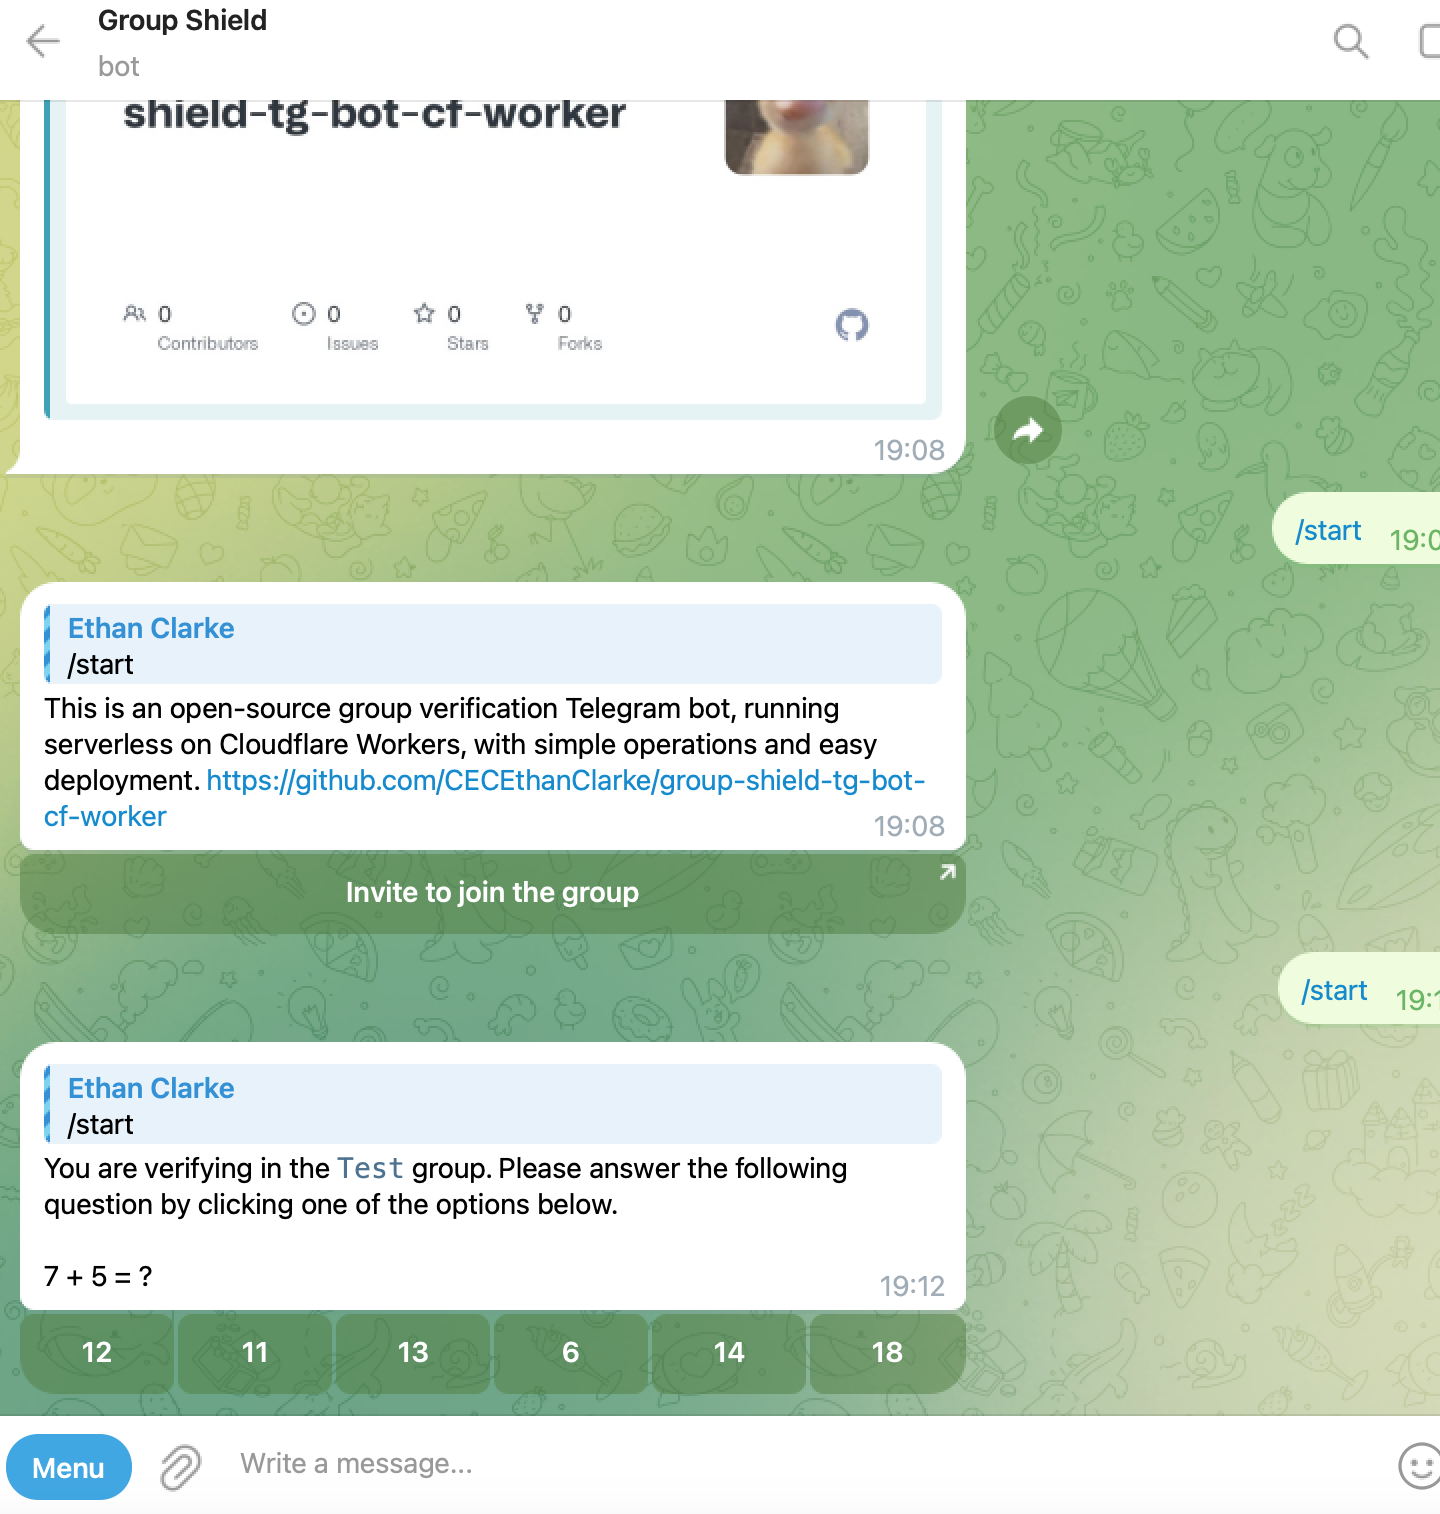 Group Shield
bot
shield-tg-bot-cf-worker
0
Contributors
0
Issues
0
Stars
0
Forks
19:08
/start
Ethan Clarke
/start
This is an open-source group verification Telegram bot, running
serverless on Cloudflare Workers, with simple operations and easy
deployment. https://github.com/CECEthanClarke/group-shield-tg-bot-
cf-worker
19:08
Invite to join the group
/start
Ethan Clarke
/start
You are verifying in the Test group. Please answer the following
question by clicking one of the options below.
7 + 5 = ?
19:12
12 11 13 6 14 18
Menu
Write a message...